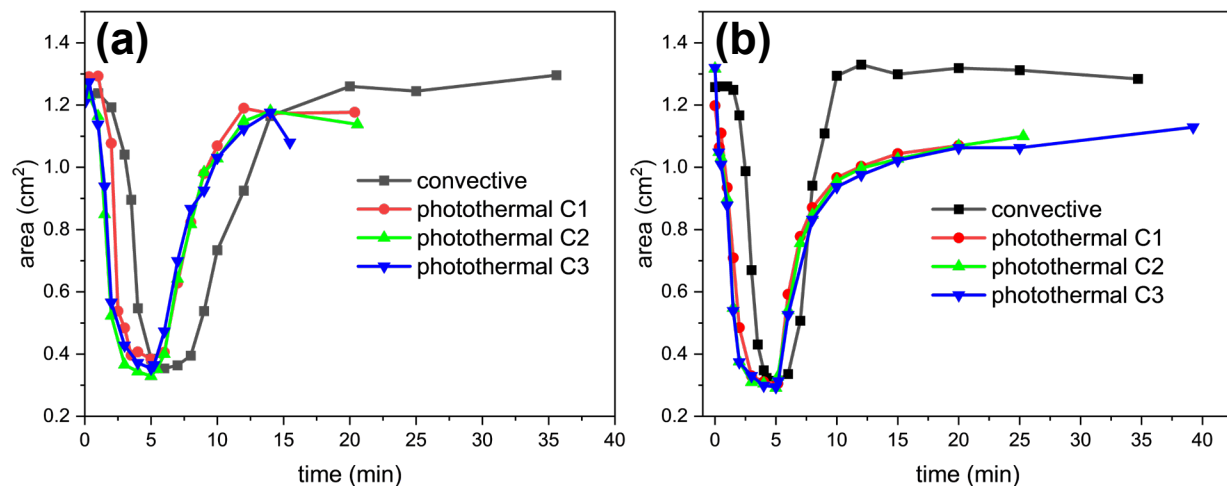 (a)
1.4
1.2
1.0
0.8
0.6
0.4
0.2
area (cm²)
convective
photothermal C1
photothermal C2
photothermal C3
0 5 10 15 20 25 30 35 40
time (min)
(b)
1.4
1.2
1.0
0.8
0.6
0.4
0.2
area (cm²)
convective
photothermal C1
photothermal C2
photothermal C3
0 5 10 15 20 25 30 35 40
time (min)